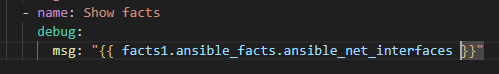 - name: Show facts
debug:
msg: "{{ facts1.ansible_facts.ansible_net_interfaces }}"